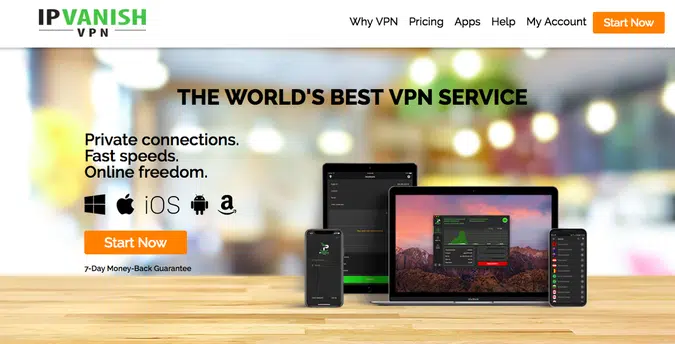 IPVANISH
VPN
Why VPN Pricing Apps Help My Account Start Now
THE WORLD'S BEST VPN SERVICE
Private connections.
Fast speeds.
Online freedom.
iOS
Start Now
7-Day Money-Back Guarantee